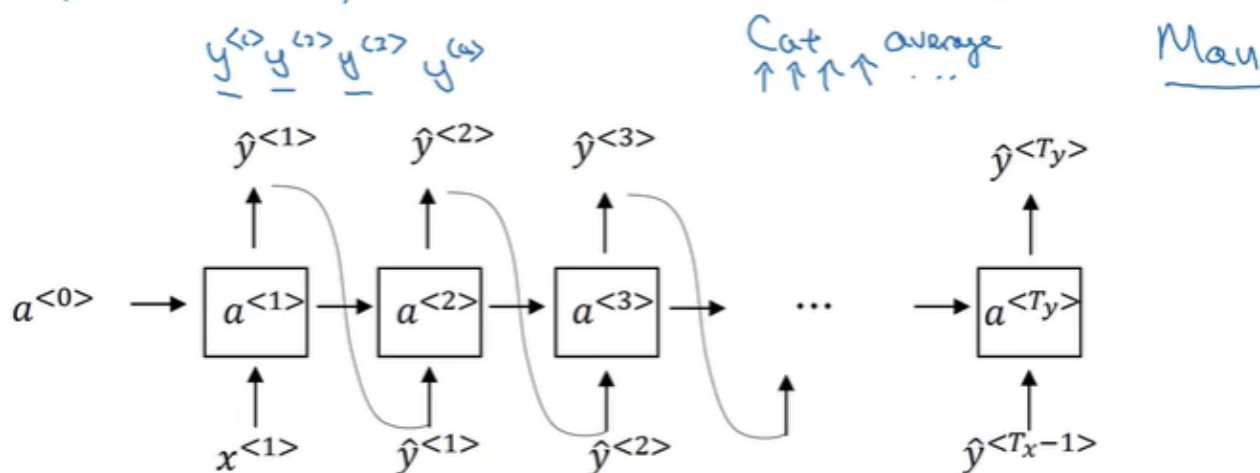 y<1> y<2> y<3> y<4> Cat average Mau
↑ ↑ ↑ ↑ ...
ŷ<1> ŷ<2> ŷ<3> ŷ<Ty>
a<0> a<1> a<2> a<3> ... a<Ty>
x<1> ŷ<1> ŷ<2> ŷ<Tx−1>